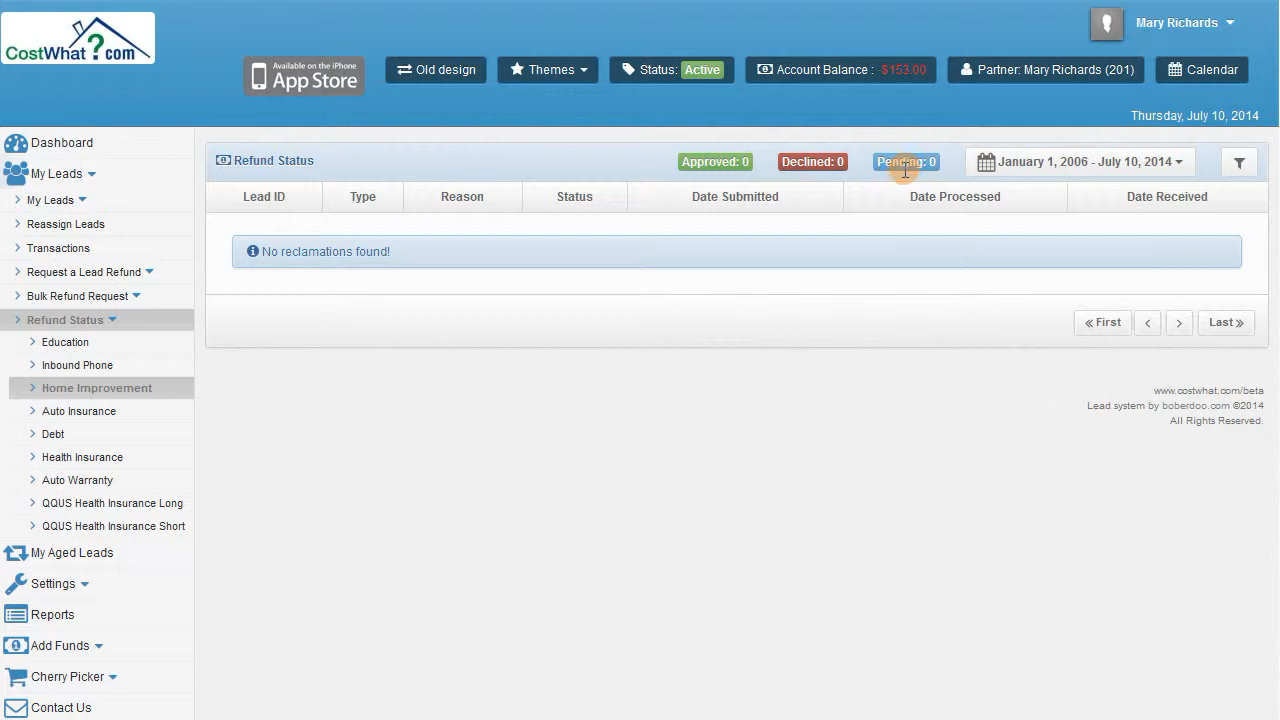 CostWhat?.com
Mary Richards
Available on the iPhone
App Store
Old design
Themes
Status: Active
Account Balance : -$153.00
Partner: Mary Richards (201)
Calendar
Thursday, July 10, 2014
Dashboard
My Leads
My Leads
Reassign Leads
Transactions
Request a Lead Refund
Bulk Refund Request
Refund Status
Education
Inbound Phone
Home Improvement
Auto Insurance
Debt
Health Insurance
Auto Warranty
QQUS Health Insurance Long
QQUS Health Insurance Short
My Aged Leads
Settings
Reports
Add Funds
Cherry Picker
Contact Us
Refund Status
Approved: 0
Declined: 0
Pending: 0
January 1, 2006 - July 10, 2014
Lead ID Type Reason Status Date Submitted Date Processed Date Received
No reclamations found!
« First ‹ › Last »
www.costwhat.com/beta
Lead system by boberdoo.com ©2014
All Rights Reserved.